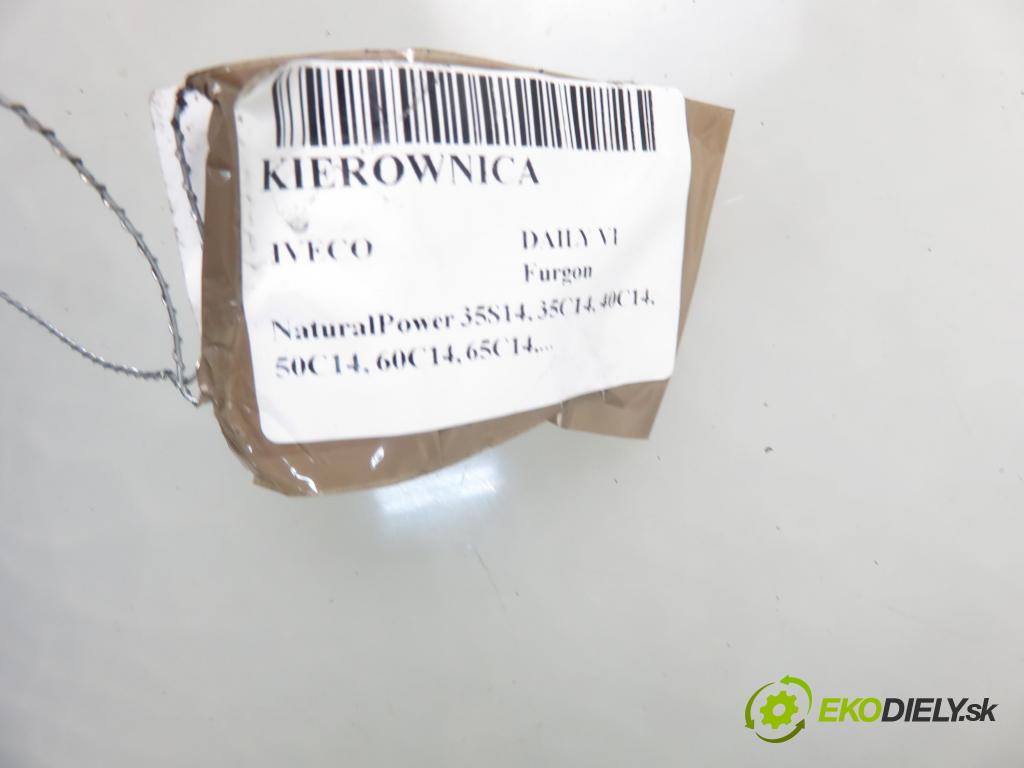 KIEROWNICA
IVECO DAILY VI
Furgon
NaturalPower 35S14, 35C14, 40C14,
50C14, 60C14, 65C14,...
EKODIELY.sk